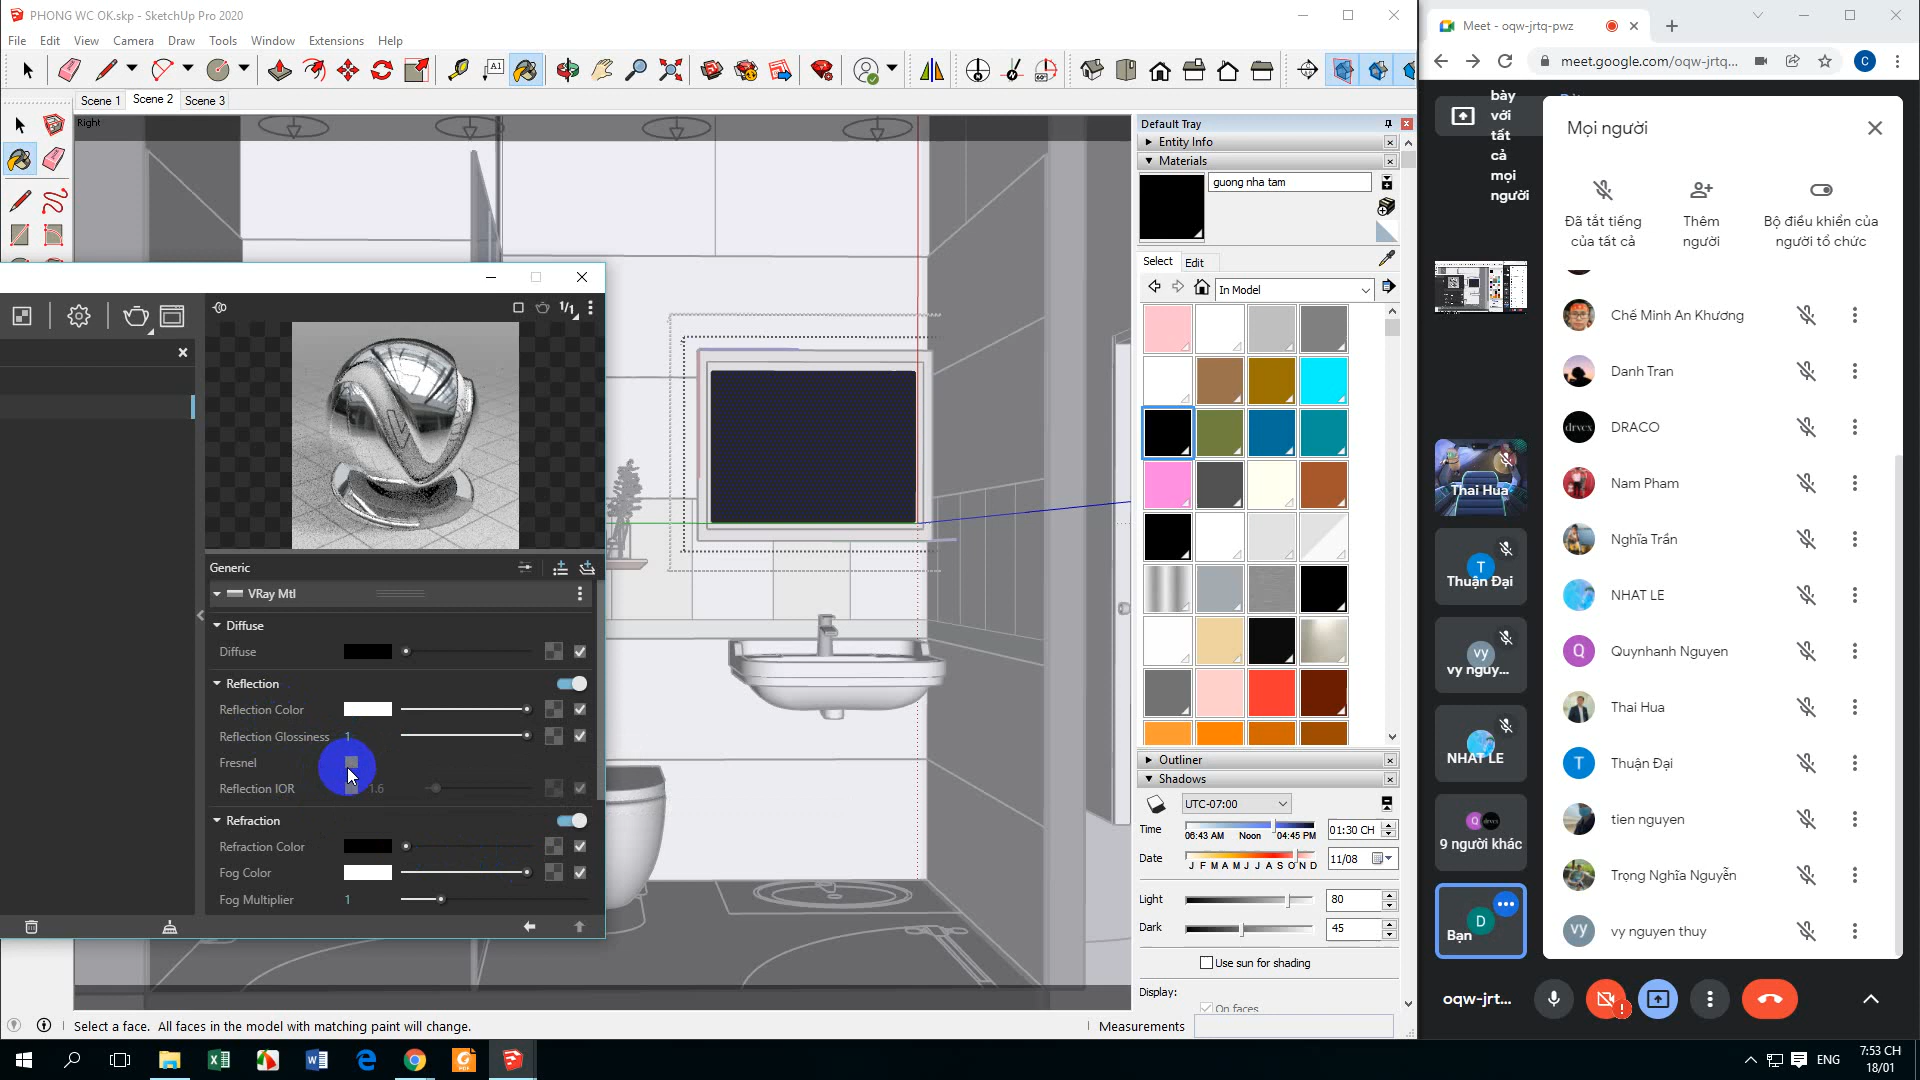 PHONG WC OK.skp - SketchUp Pro 2020
File Edit View Camera Draw Tools Window Extensions Help
A1
Scene 1 Scene 2 Scene 3
Right
1/1
Generic
VRay Mtl
Diffuse
Diffuse
Reflection
Reflection Color
Reflection Glossiness 1
Fresnel
Reflection IOR 1.6
Refraction
Refraction Color
Fog Color
Fog Multiplier 1
Default Tray
Entity Info
Materials
guong nha tam
Select Edit
In Model
Outliner
Shadows
UTC-07:00
Time 06:43 AM Noon 04:45 PM 01:30 CH
Date J F M A M J J A S O N D 11/08
Light 80
Dark 45
Use sun for shading
Display:
On faces
Select a face. All faces in the model with matching paint will change.
Measurements
Meet - oqw-jrtq-pwz
meet.google.com/oqw-jrtq...
C
bày
với
tất
cả
mọi
người
Thai Hua
T
Thuận Đại
vy
vy nguy...
NHAT LE
Q drvcx
9 người khác
D
Bạn
Mọi người
Đã tắt tiếng của tất cả
Thêm người
Bộ điều khiển của người tổ chức
Chế Minh An Khương
Danh Tran
drvcx DRACO
Nam Pham
Nghĩa Trần
NHAT LE
Q Quynhanh Nguyen
Thai Hua
T Thuận Đại
tien nguyen
Trọng Nghĩa Nguyễn
vy vy nguyen thuy
oqw-jrt...
ENG
7:53 CH
18/01